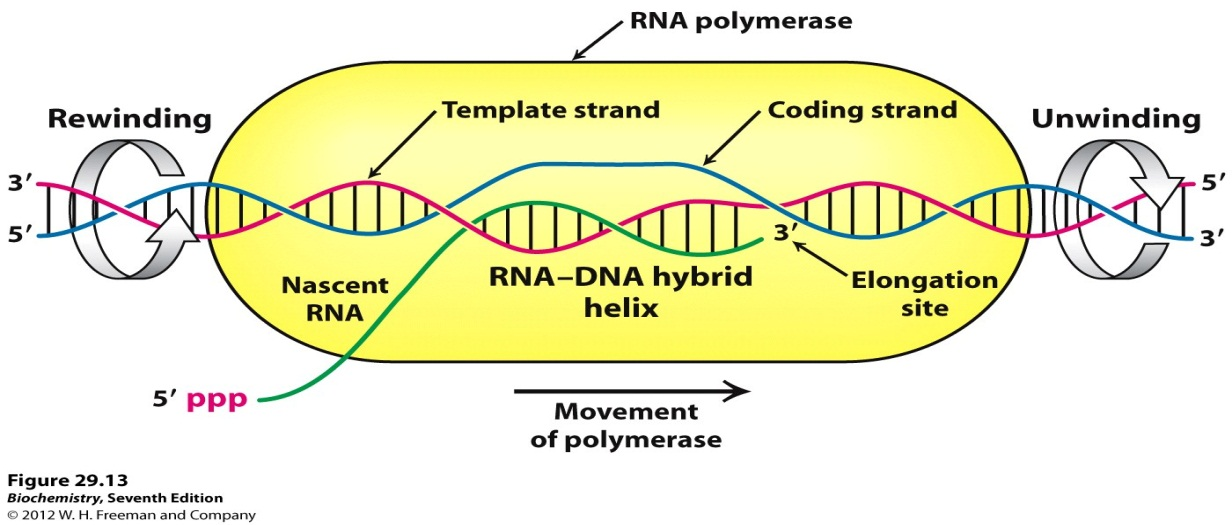 RNA polymerase
Template strand
Coding strand
Rewinding
Unwinding
3′
5′
5′
3′
3′
Nascent
RNA
RNA–DNA hybrid
helix
Elongation
site
5′ ppp
Movement
of polymerase
Figure 29.13
Biochemistry, Seventh Edition
© 2012 W. H. Freeman and Company